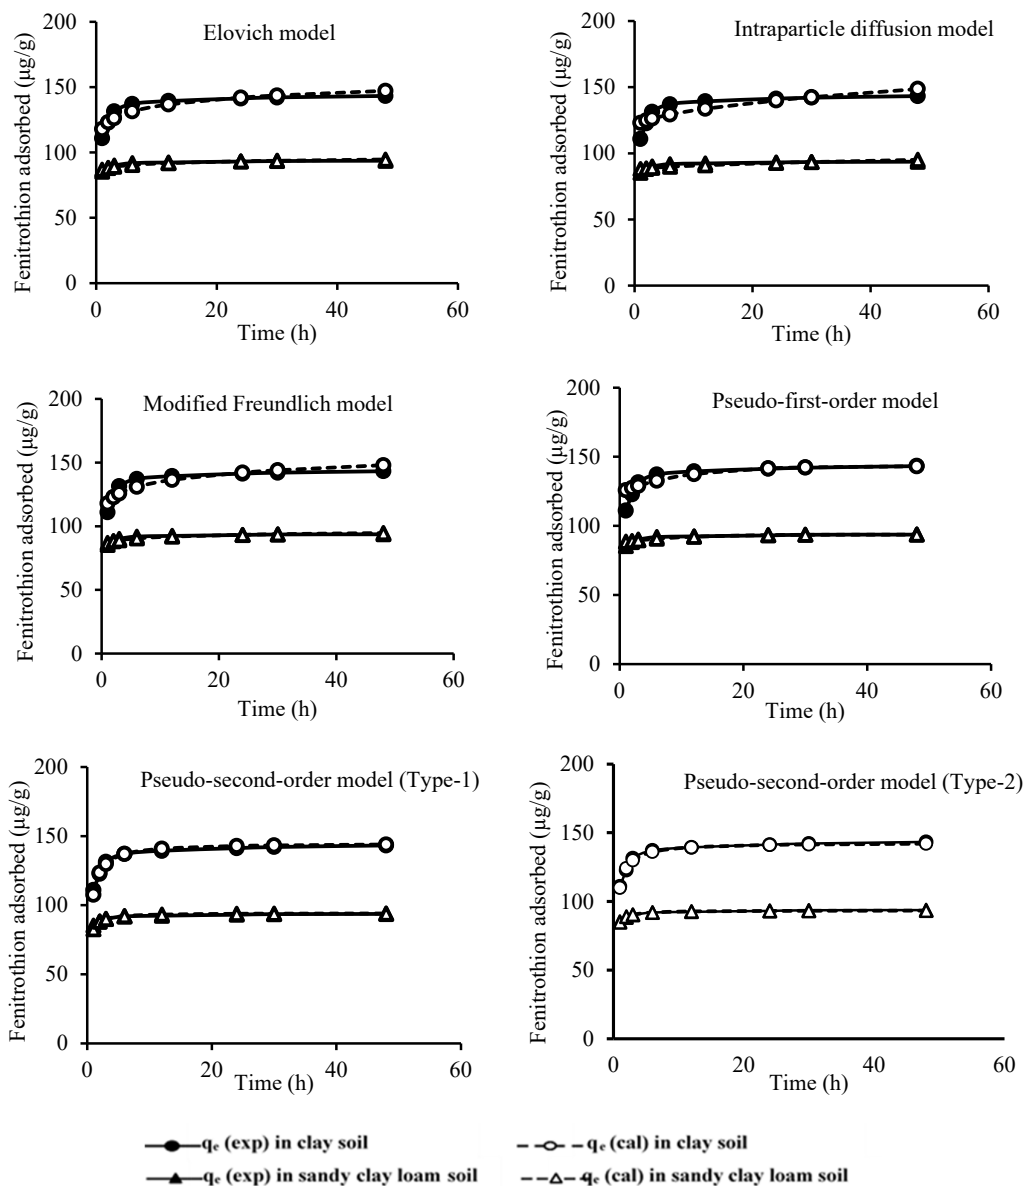 Elovich model
Fenitrothion adsorbed (µg/g)
200
150
100
50
0
0 20 40 60
Time (h)
Intraparticle diffusion model
Fenitrothion adsorbed (µg/g)
200
150
100
50
0
0 20 40 60
Time (h)
Modified Freundlich model
Fenitrothion adsorbed (µg/g)
200
150
100
50
0
0 20 40 60
Time (h)
Pseudo-first-order model
Fenitrothion adsorbed (µg/g)
200
150
100
50
0
0 20 40 60
Time (h)
Pseudo-second-order model (Type-1)
Fenitrothion adsorbed (µg/g)
200
150
100
50
0
0 20 40 60
Time (h)
Pseudo-second-order model (Type-2)
Fenitrothion adsorbed (µg/g)
200
150
100
50
0
0 20 40 60
Time (h)
qₑ (exp) in clay soil
qₑ (cal) in clay soil
qₑ (exp) in sandy clay loam soil
qₑ (cal) in sandy clay loam soil